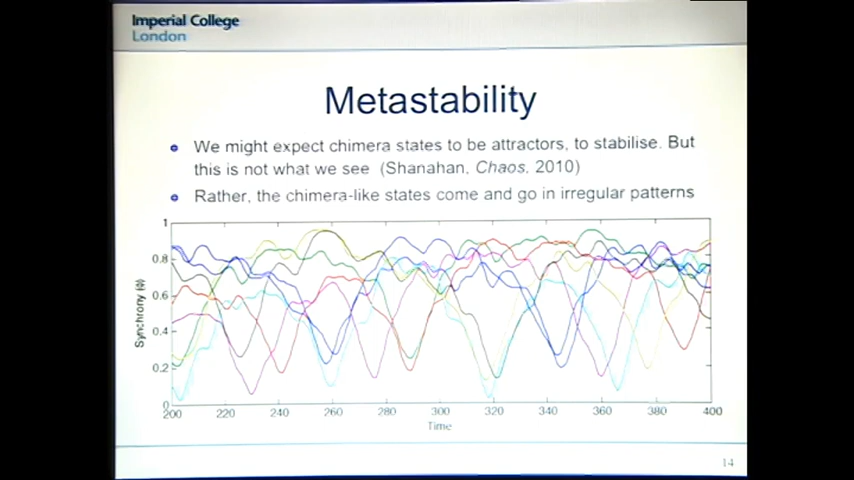 Imperial College
London
Metastability
We might expect chimera states to be attractors, to stabilise. But
this is not what we see (Shanahan, Chaos, 2010)
Rather, the chimera-like states come and go in irregular patterns
1
0.8
0.6
0.4
0.2
0
Synchrony (Φ)
200 220 240 260 280 300 320 340 360 380 400
Time
14